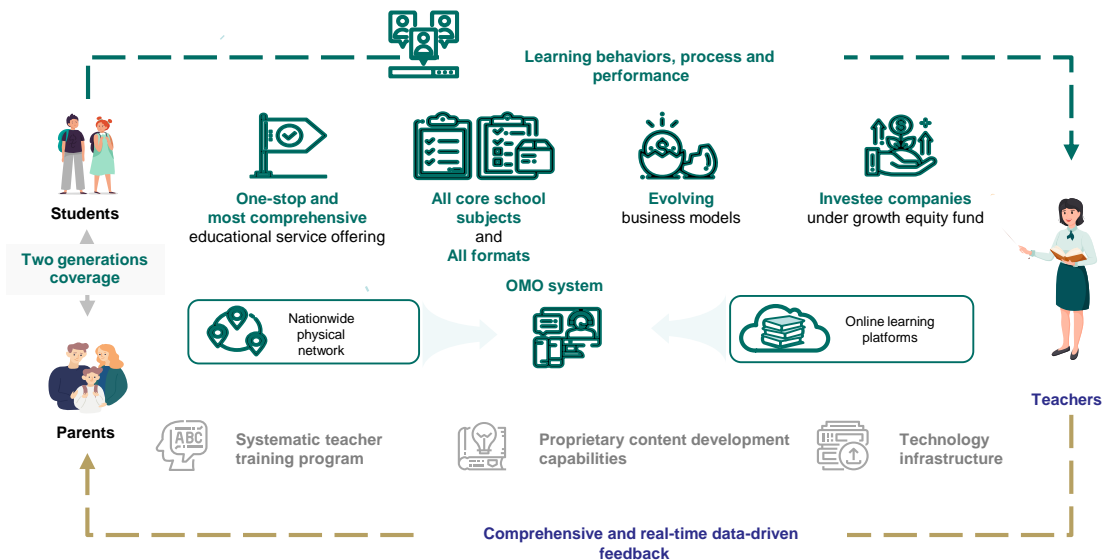 Learning behaviors, process and
performance
Students
Two generations
coverage
Parents
One-stop and
most comprehensive
educational service offering
All core school
subjects
and
All formats
Evolving
business models
Investee companies
under growth equity fund
OMO system
Nationwide
physical
network
Online learning
platforms
Teachers
ABC
Systematic teacher
training program
Proprietary content development
capabilities
Technology
infrastructure
Comprehensive and real-time data-driven
feedback